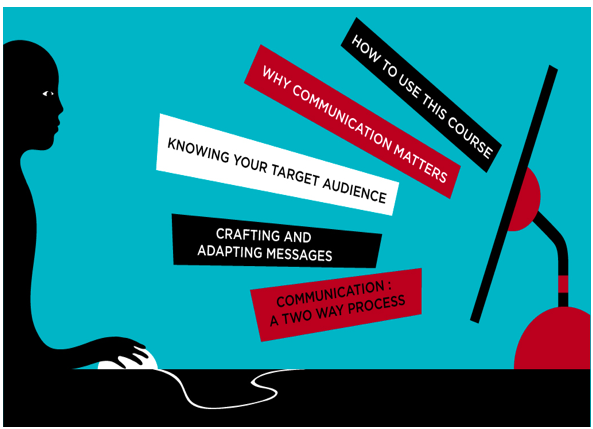 HOW TO USE THIS COURSE
WHY COMMUNICATION MATTERS
KNOWING YOUR TARGET AUDIENCE
CRAFTING AND
ADAPTING MESSAGES
COMMUNICATION :
A TWO WAY PROCESS